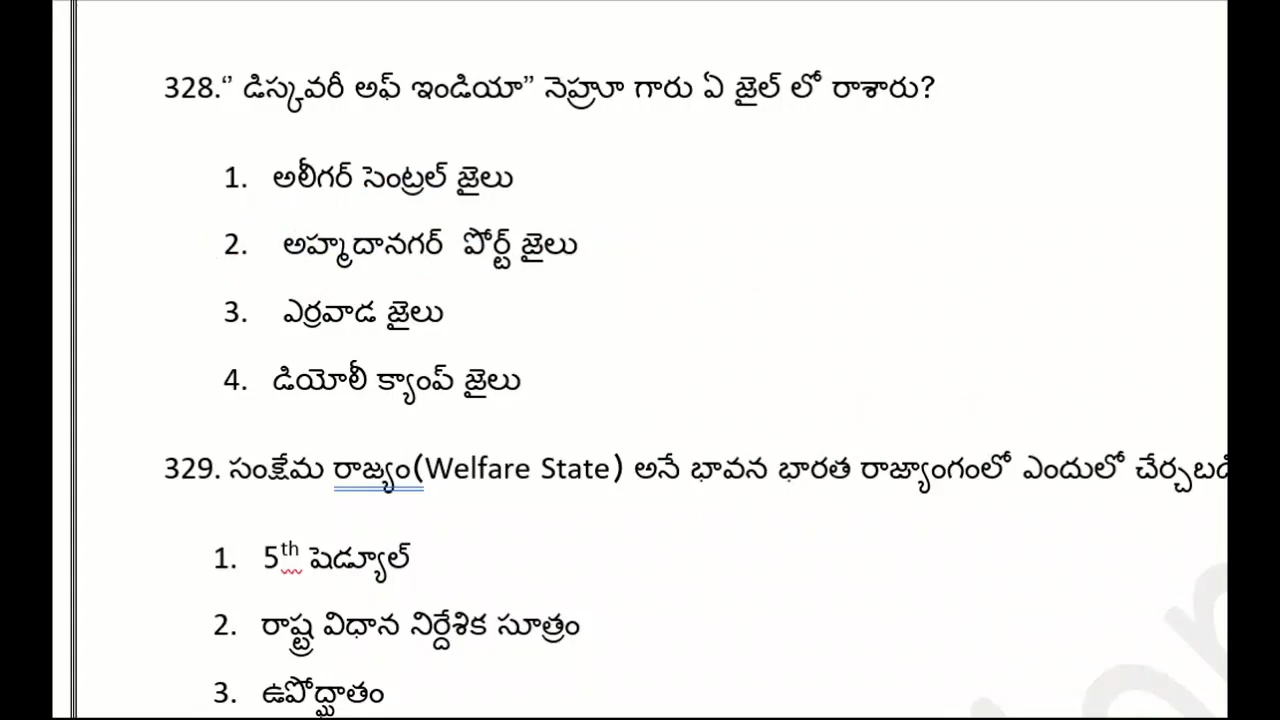 328.“ డిస్కవరీ అఫ్ ఇండియా” నెహ్రూ గారు ఏ జైల్ లో రాశారు?
1. అలీగర్ సెంట్రల్ జైలు
2. అహ్మదానగర్ పోర్ట్ జైలు
3. ఎర్రవాడ జైలు
4. డియోలీ క్యాంప్ జైలు
329. సంక్షేమ రాజ్యం(Welfare State) అనే భావన భారత రాజ్యాంగంలో ఎందులో
1. 5th షెడ్యూల్
2. రాష్ట్ర విధాన నిర్దేశిక సూత్రం
3. ఉపోద్ఘాతం